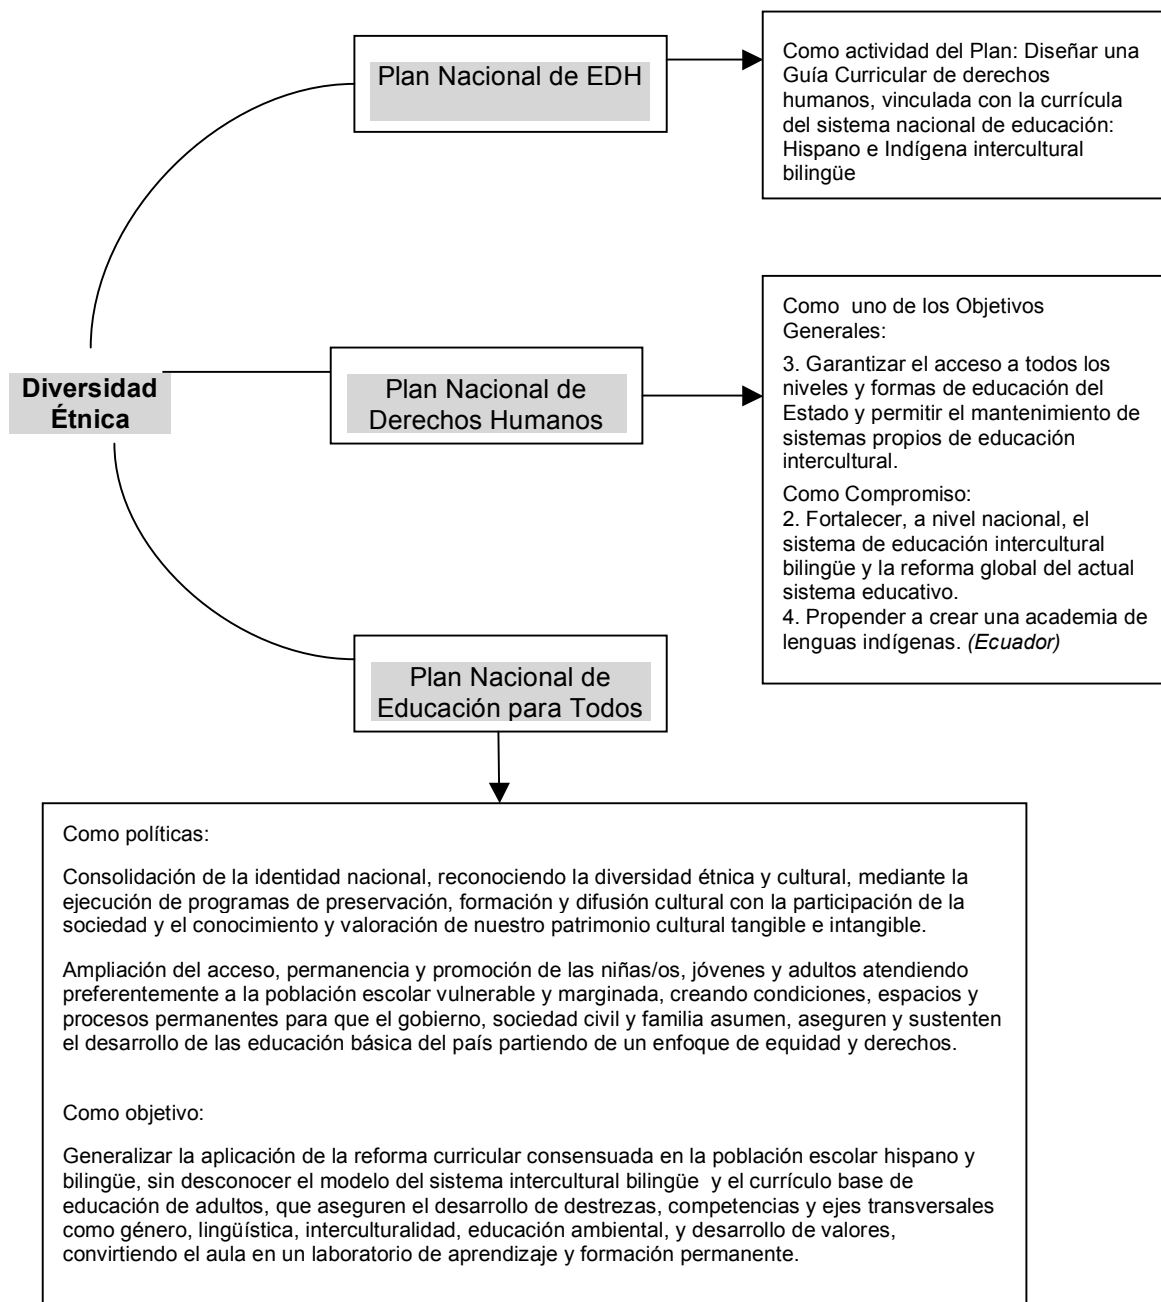 Plan Nacional de EDH
Como actividad del Plan: Diseñar una
Guía Curricular de derechos
humanos, vinculada con la currícula
del sistema nacional de educación:
Hispano e Indígena intercultural
bilingüe
Diversidad
Étnica
Plan Nacional de
Derechos Humanos
Como uno de los Objetivos
Generales:
3. Garantizar el acceso a todos los
niveles y formas de educación del
Estado y permitir el mantenimiento de
sistemas propios de educación
intercultural.
Como Compromiso:
2. Fortalecer, a nivel nacional, el
sistema de educación intercultural
bilingüe y la reforma global del actual
sistema educativo.
4. Propender a crear una academia de
lenguas indígenas. (Ecuador)
Plan Nacional de
Educación para Todos
Como políticas:
Consolidación de la identidad nacional, reconociendo la diversidad étnica y cultural, mediante la
ejecución de programas de preservación, formación y difusión cultural con la participación de la
sociedad y el conocimiento y valoración de nuestro patrimonio cultural tangible e intangible.
Ampliación del acceso, permanencia y promoción de las niñas/os, jóvenes y adultos atendiendo
preferentemente a la población escolar vulnerable y marginada, creando condiciones, espacios y
procesos permanentes para que el gobierno, sociedad civil y familia asumen, aseguren y sustenten
el desarrollo de las educación básica del país partiendo de un enfoque de equidad y derechos.
Como objetivo:
Generalizar la aplicación de la reforma curricular consensuada en la población escolar hispano y
bilingüe, sin desconocer el modelo del sistema intercultural bilingüe y el currículo base de
educación de adultos, que aseguren el desarrollo de destrezas, competencias y ejes transversales
como género, lingüística, interculturalidad, educación ambiental, y desarrollo de valores,
convirtiendo el aula en un laboratorio de aprendizaje y formación permanente.